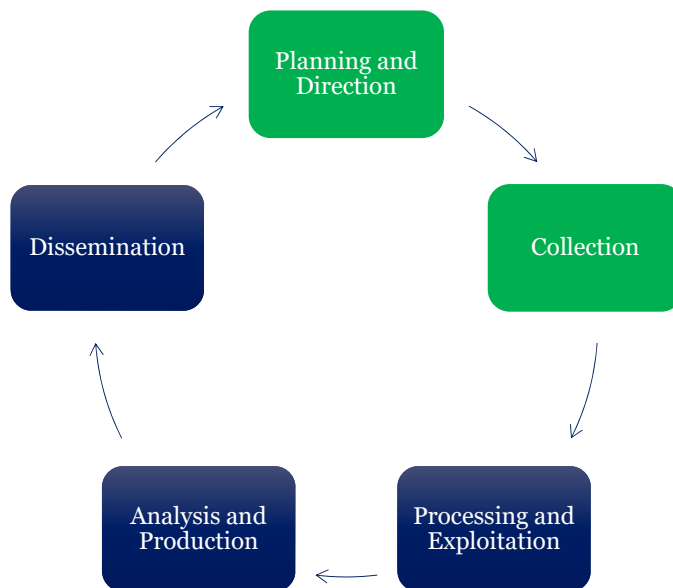 Planning and
Direction
Collection
Processing and
Exploitation
Analysis and
Production
Dissemination